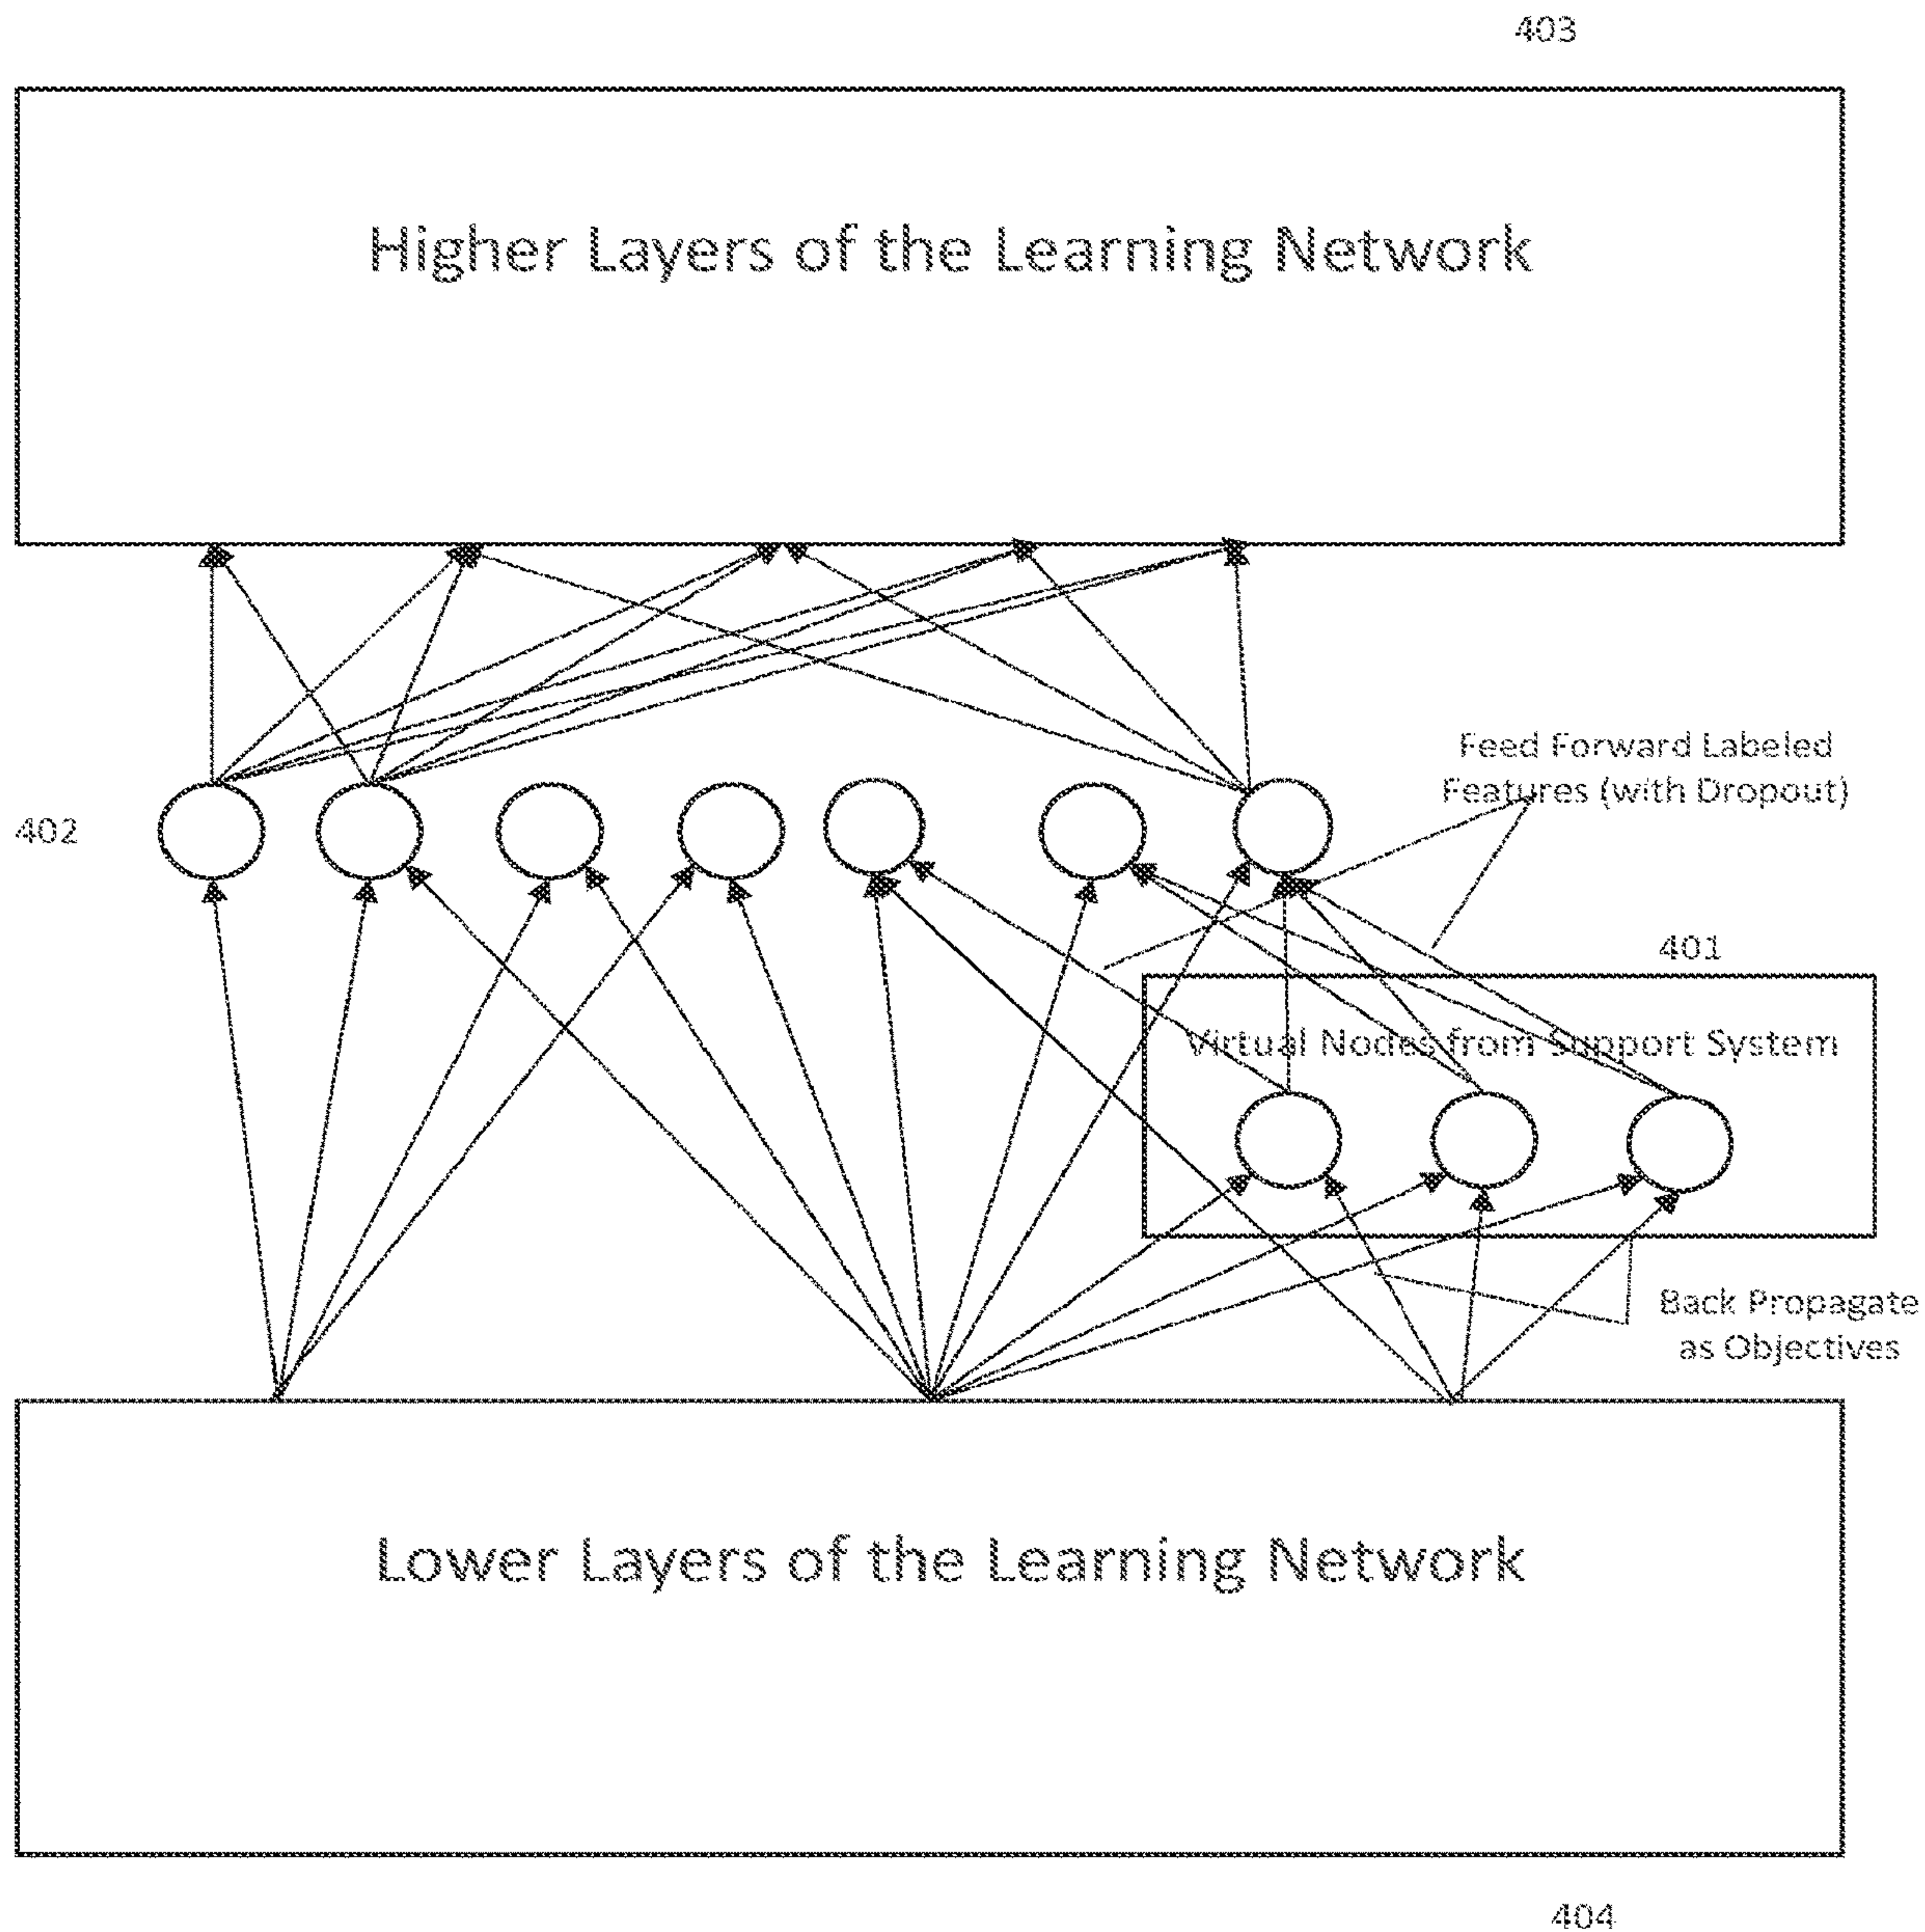 403
Higher Layers of the Learning Network
Feed Forward Labeled
Features (with Dropout)
402
401
Virtual Nodes from Support System
Back Propagate
as Objectives
Lower Layers of the Learning Network
404